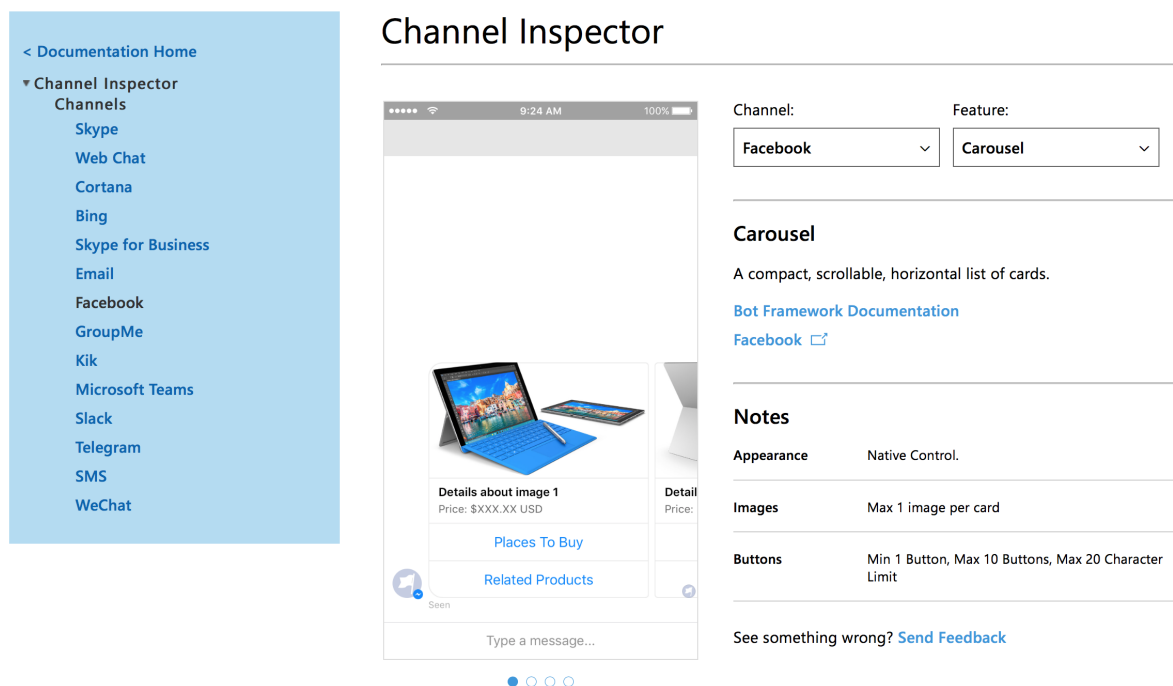 Channel Inspector
< Documentation Home
Channel Inspector
Channels
Skype
Web Chat
Cortana
Bing
Skype for Business
Email
Facebook
GroupMe
Kik
Microsoft Teams
Slack
Telegram
SMS
WeChat
9:24 AM
100%
Details about image 1
Price: $XXX.XX USD
Places To Buy
Related Products
Detail
Price:
Seen
Type a message...
Channel:
Feature:
Facebook
Carousel
Carousel
A compact, scrollable, horizontal list of cards.
Bot Framework Documentation
Facebook
Notes
Appearance Native Control.
Images Max 1 image per card
Buttons Min 1 Button, Max 10 Buttons, Max 20 Character
Limit
See something wrong? Send Feedback